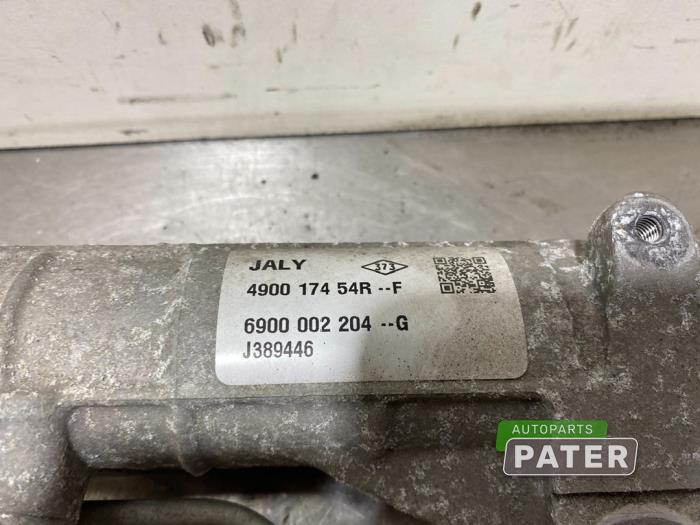 JALY 373
4900 174 54R --F
6900 002 204 --G
J389446
AUTOPARTS
PATER